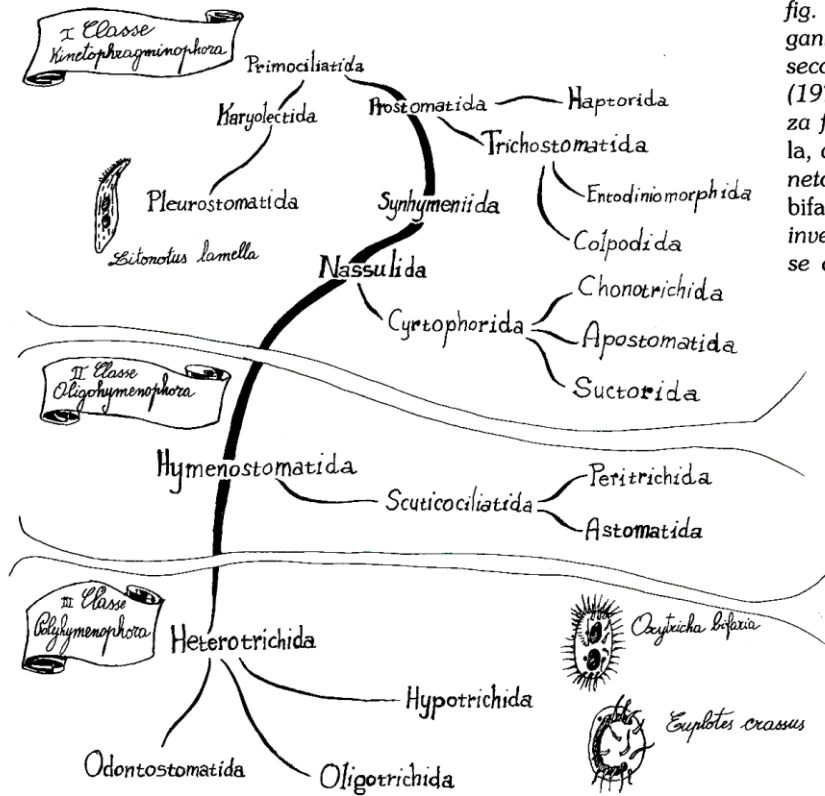 fig.
gan
seco
(19
za f
la, c
neto
bifa
inve
se c
I Classe
Kinetophragminophora
Primociliatida
Karyolectida
Prostomatida
Haptorida
Trichostomatida
Pleurostomatida
Synhymeniida
Entodiniomorphida
Litonotus lamella
Colpodida
Nassulida
Chonotrichida
Cyrtophorida
Apostomatida
Suctorida
II Classe
Oligohymenophora
Hymenostomatida
Peritrichida
Scuticociliatida
Astomatida
III Classe
Polyhymenophora
Heterotrichida
Oxytricha bifaria
Hypotrichida
Euplotes crassus
Odontostomatida
Oligotrichida